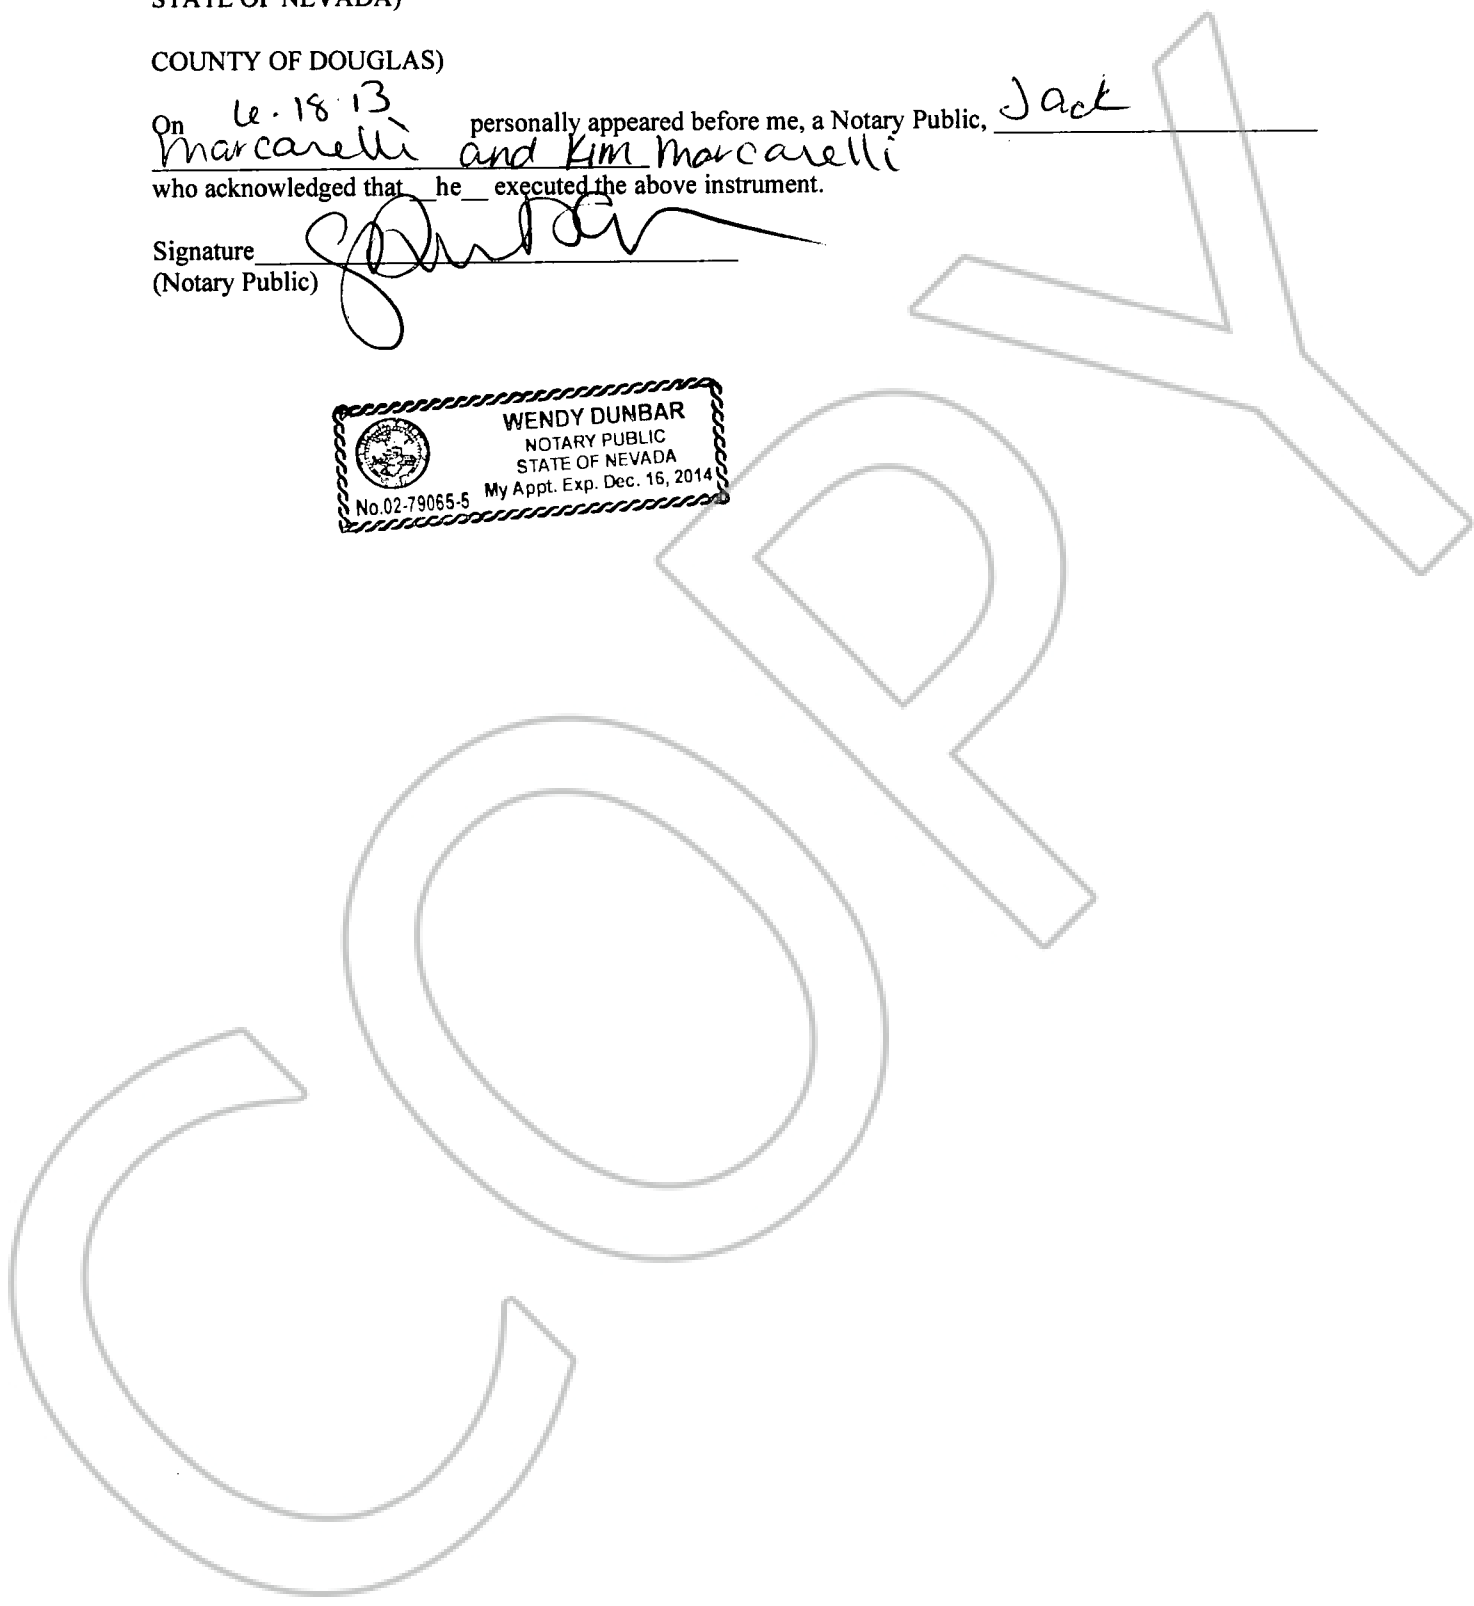 STATE OF NEVADA)
COUNTY OF DOUGLAS)
On 6.18.13 personally appeared before me, a Notary Public, Jack
Marcarelli and Kim Marcarelli
who acknowledged that __he__ executed the above instrument.
Signature
(Notary Public)
WENDY DUNBAR
NOTARY PUBLIC
STATE OF NEVADA
My Appt. Exp. Dec. 16, 2014
No.02-79065-5
COPY